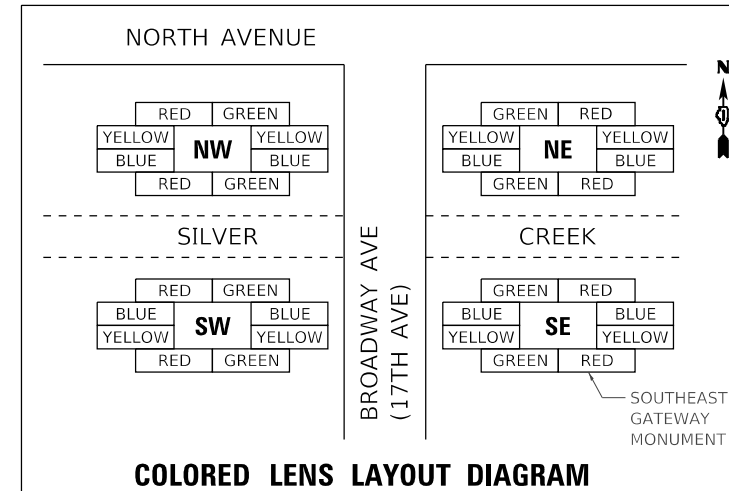 NORTH AVENUE
N
RED GREEN
YELLOW NW YELLOW
BLUE BLUE
RED GREEN
GREEN RED
YELLOW NE YELLOW
BLUE BLUE
GREEN RED
SILVER CREEK
BROADWAY AVE
(17TH AVE)
RED GREEN
BLUE BLUE
YELLOW SW YELLOW
RED GREEN
GREEN RED
BLUE BLUE
YELLOW SE YELLOW
GREEN RED
SOUTHEAST
GATEWAY
MONUMENT
COLORED LENS LAYOUT DIAGRAM